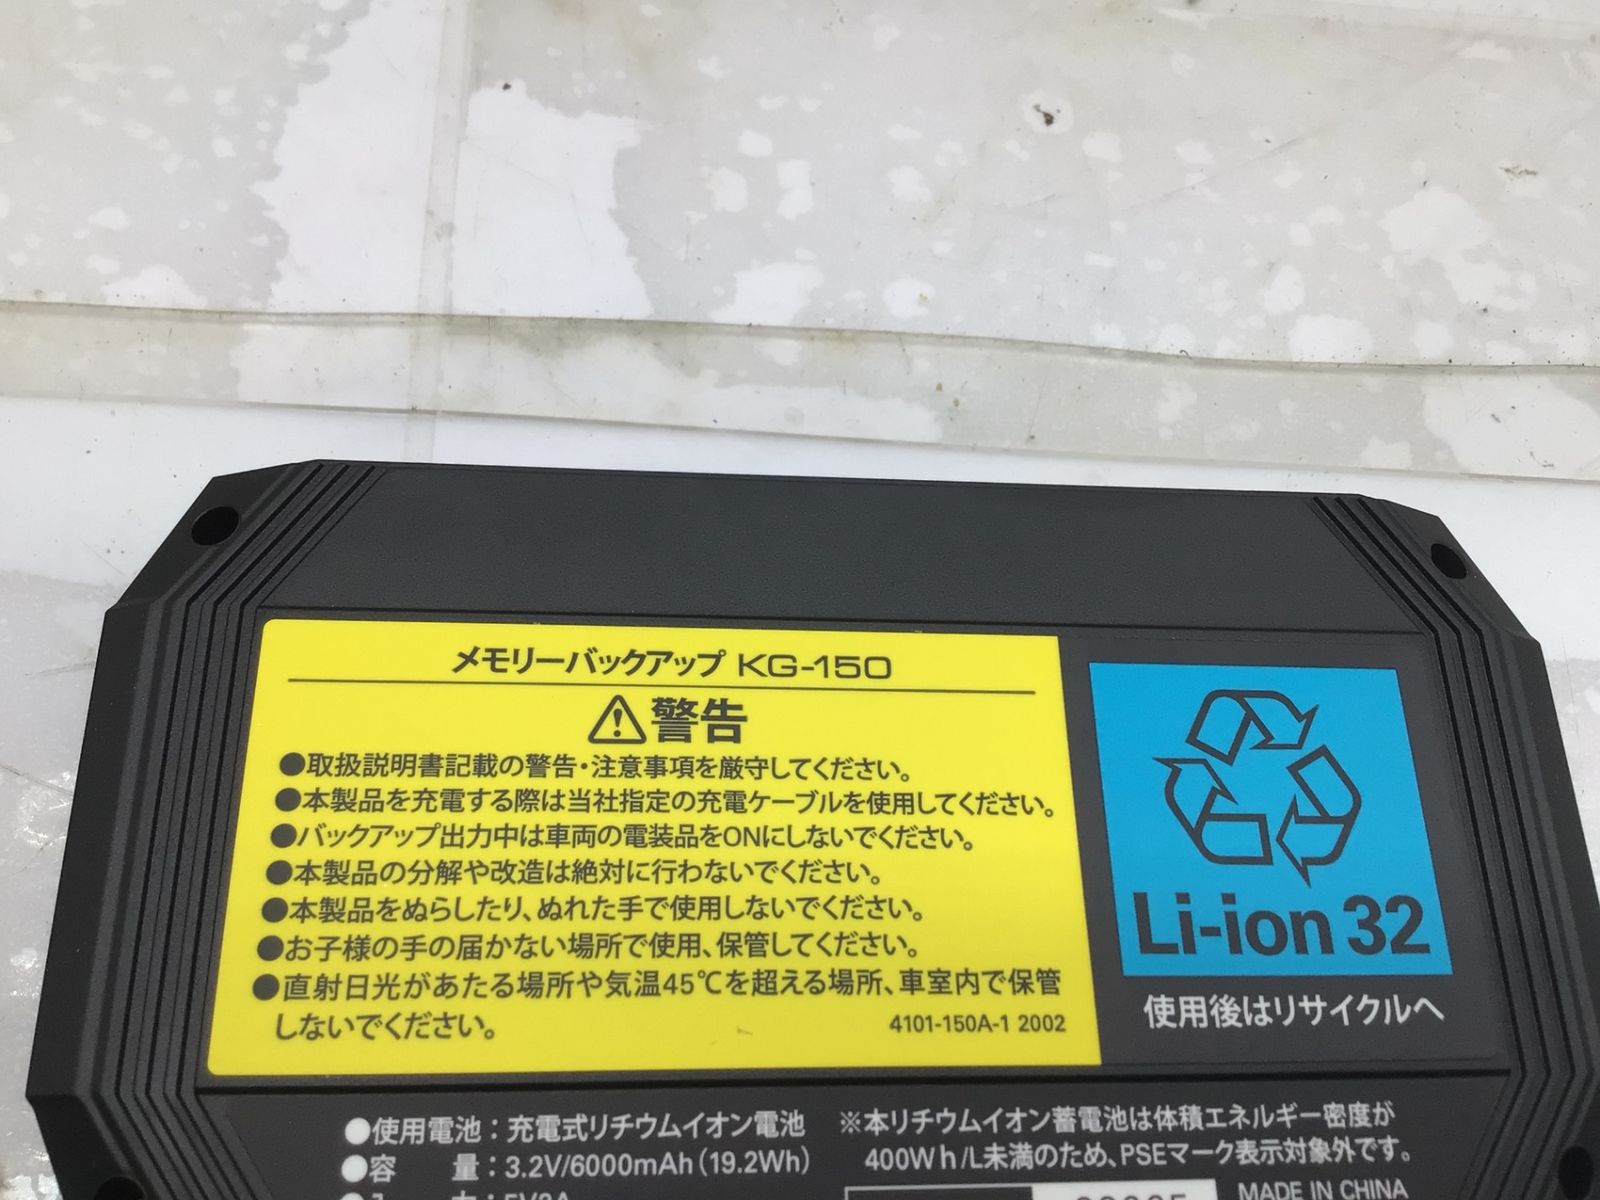 メモリーバックアップ KG-150
警告
●取扱説明書記載の警告・注意事項を厳守してください。
●本製品を充電する際は当社指定の充電ケーブルを使用してください。
●バックアップ出力中は車両の電装品をONにしないでください。
●本製品の分解や改造は絶対に行わないでください。
●本製品をぬらしたり、ぬれた手で使用しないでください。
●お子様の手の届かない場所で使用、保管してください。
●直射日光があたる場所や気温45℃を超える場所、車室内で保管
しないでください。
4101-150A-1 2002
Li-ion 32
使用後はリサイクルへ
●使用電池：充電式リチウムイオン電池
●容 量：3.2V/6000mAh（19.2Wh）
※本リチウムイオン蓄電池は体積エネルギー密度が
400Wｈ/L未満のため、PSEマーク表示対象外です。
MADE IN CHINA